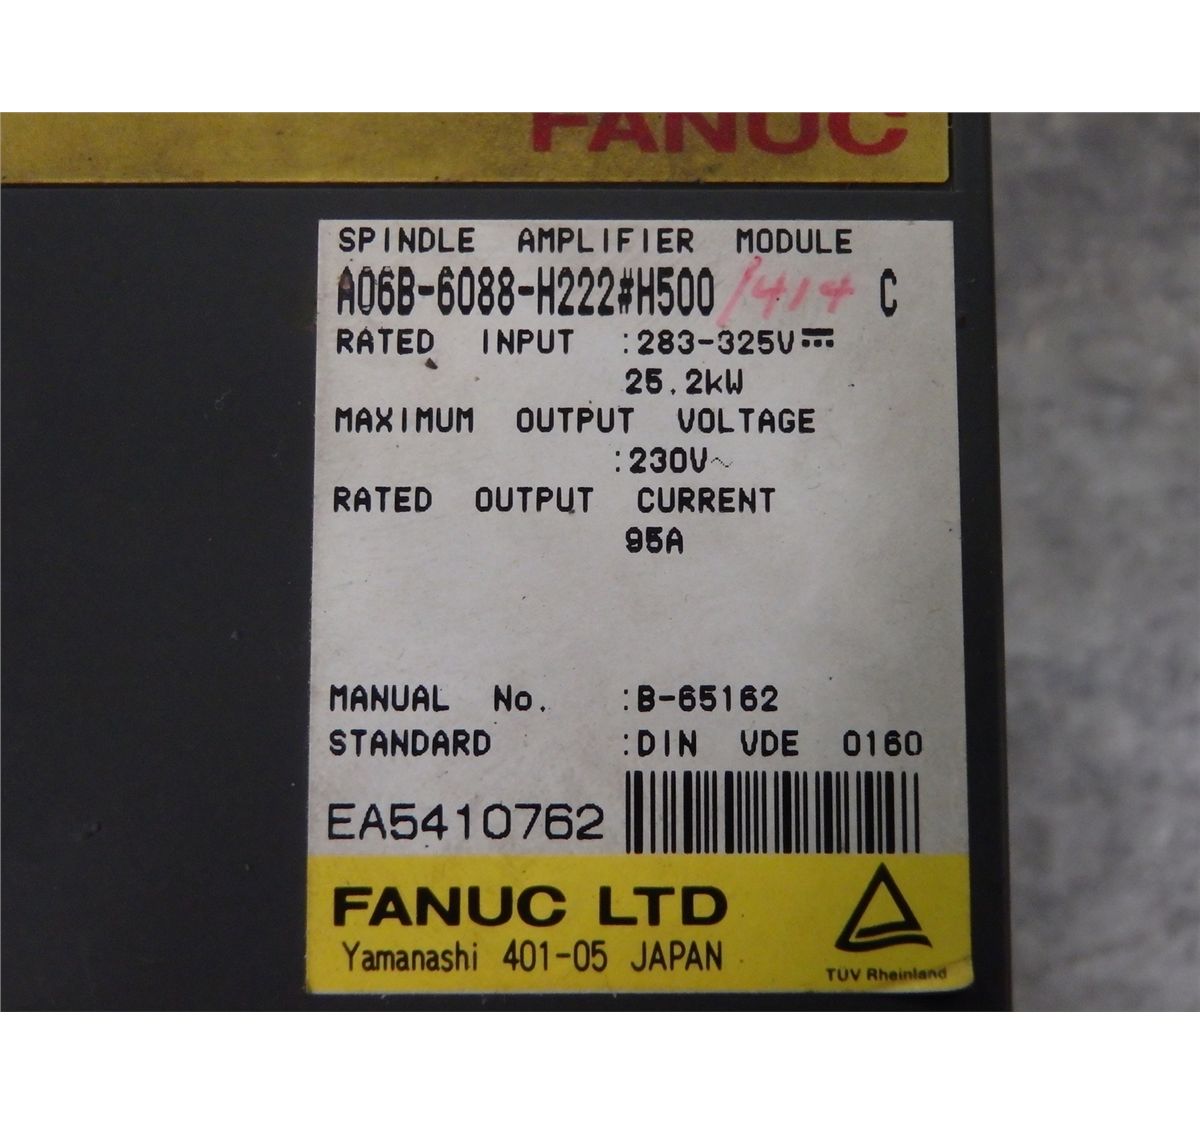 FANUC
SPINDLE AMPLIFIER MODULE
A06B-6088-H222#H500 /414 C
RATED INPUT :283-325V⎓
25.2kW
MAXIMUM OUTPUT VOLTAGE
:230V~
RATED OUTPUT CURRENT
95A
MANUAL No. :B-65162
STANDARD :DIN VDE 0160
EA5410762
FANUC LTD
Yamanashi 401-05 JAPAN
TÜV Rheinland